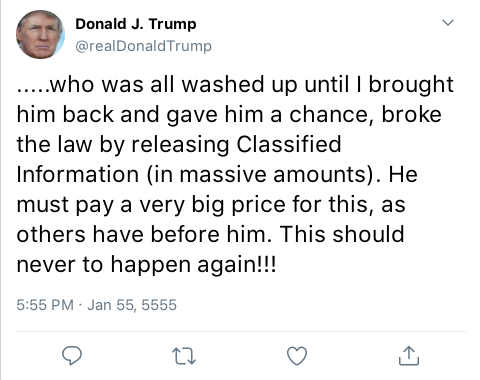 Donald J. Trump
@realDonaldTrump
.....who was all washed up until I brought
him back and gave him a chance, broke
the law by releasing Classified
Information (in massive amounts). He
must pay a very big price for this, as
others have before him. This should
never to happen again!!!
5:55 PM · Jan 55, 5555